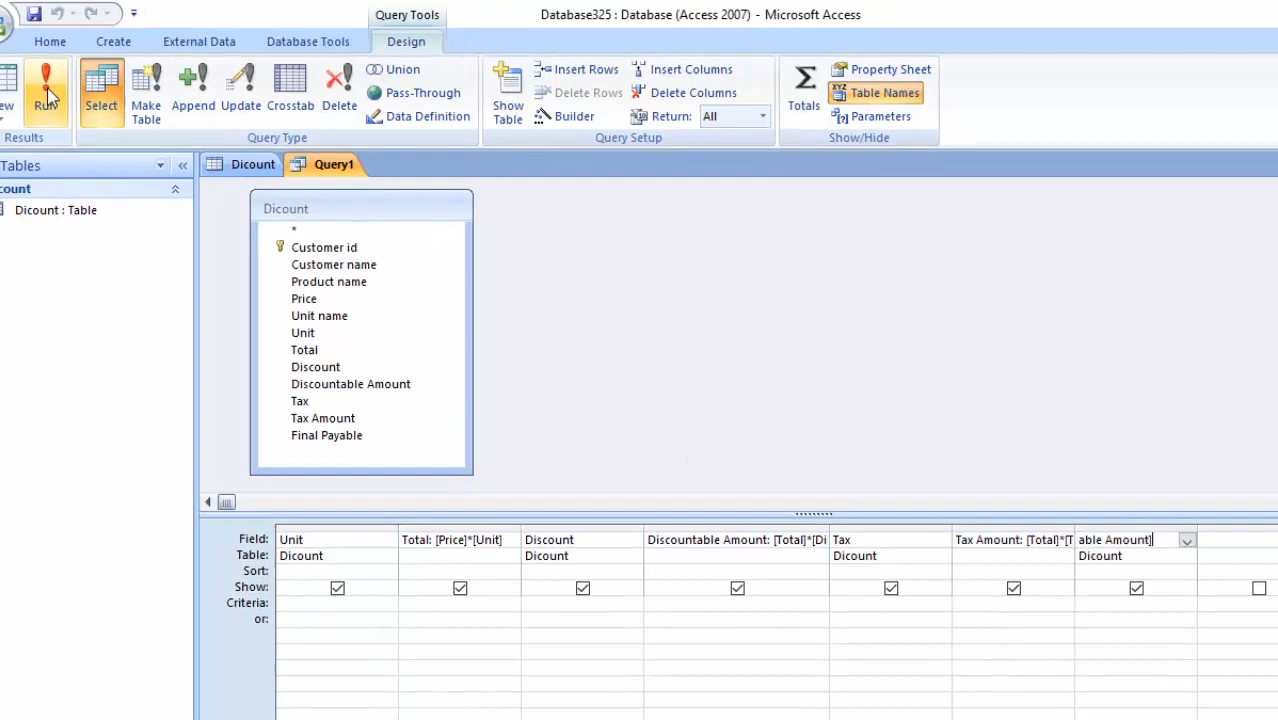 Query Tools
Database325 : Database (Access 2007) - Microsoft Access
Home Create External Data Database Tools Design
Run
Select
Make Table
Append
Update
Crosstab
Delete
Union
Pass-Through
Data Definition
Show Table
Insert Rows
Delete Rows
Builder
Insert Columns
Delete Columns
Return: All
Totals
Property Sheet
Table Names
Parameters
Results Query Type Query Setup Show/Hide
Tables
Dicount Query1
count
Dicount : Table
Dicount
*
Customer id
Customer name
Product name
Price
Unit name
Unit
Total
Discount
Discountable Amount
Tax
Tax Amount
Final Payable
Field: Unit Total: [Price]*[Unit] Discount Discountable Amount: [Total]*[Di Tax Tax Amount: [Total]*[T able Amount]
Table: Dicount Dicount Dicount Dicount
Sort:
Show:
Criteria:
or: